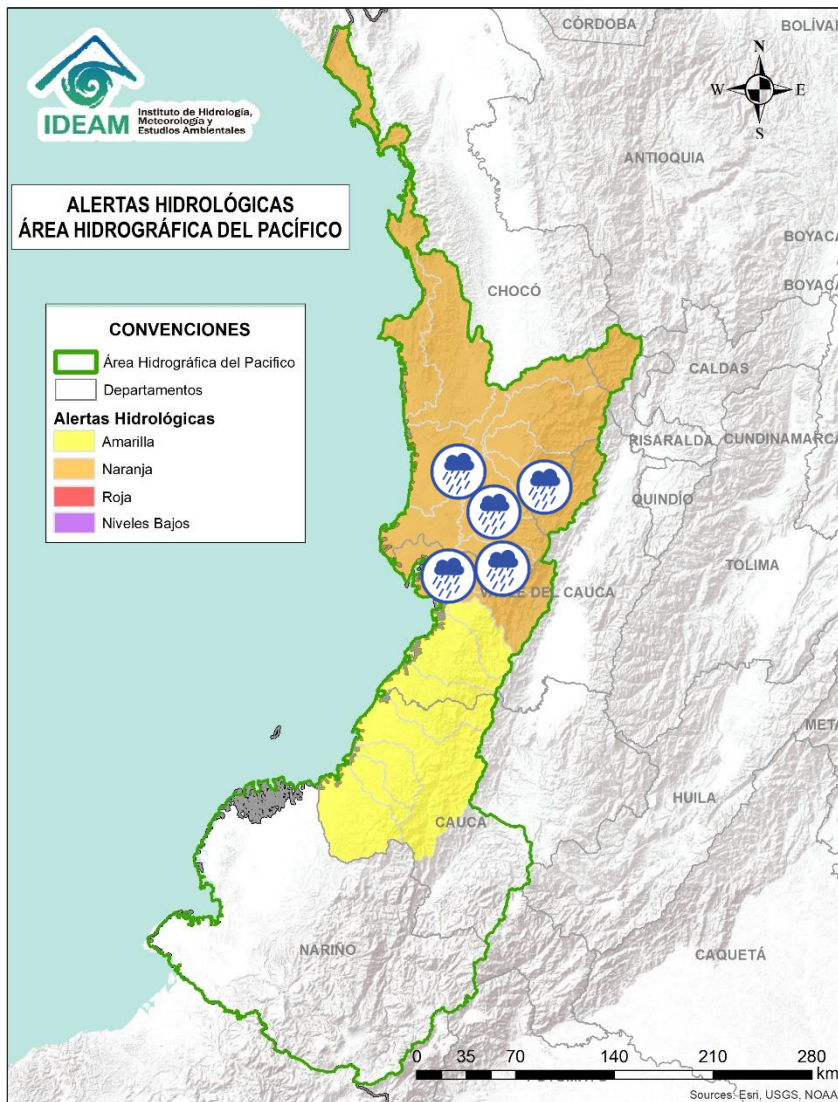 IDEAM
Instituto de Hidrología,
Meteorología y
Estudios Ambientales
ALERTAS HIDROLÓGICAS
ÁREA HIDROGRÁFICA DEL PACÍFICO
CONVENCIONES
Área Hidrográfica del Pacifico
Departamentos
Alertas Hidrológicas
Amarilla
Naranja
Roja
Niveles Bajos
N
W
E
S
CÓRDOBA
BOLÍVAR
ANTIOQUIA
BOYACÁ
BOYACÁ
CHOCÓ
CALDAS
RISARALDA
CUNDINAMARCA
QUINDÍO
TOLIMA
VALLE DEL CAUCA
META
HUILA
CAUCA
NARIÑO
CAQUETÁ
0 35 70 140 210 280
km
Sources: Esri, USGS, NOAA